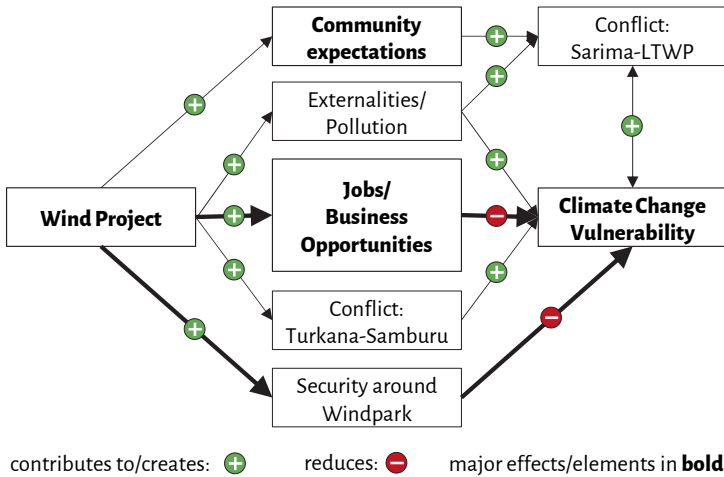 Community
expectations
Conflict:
Sarima-LTWP
Externalities/
Pollution
Jobs/
Business
Opportunities
Wind Project
Climate Change
Vulnerability
Conflict:
Turkana-Samburu
Security around
Windpark
contributes to/creates: + reduces: − major effects/elements in bold